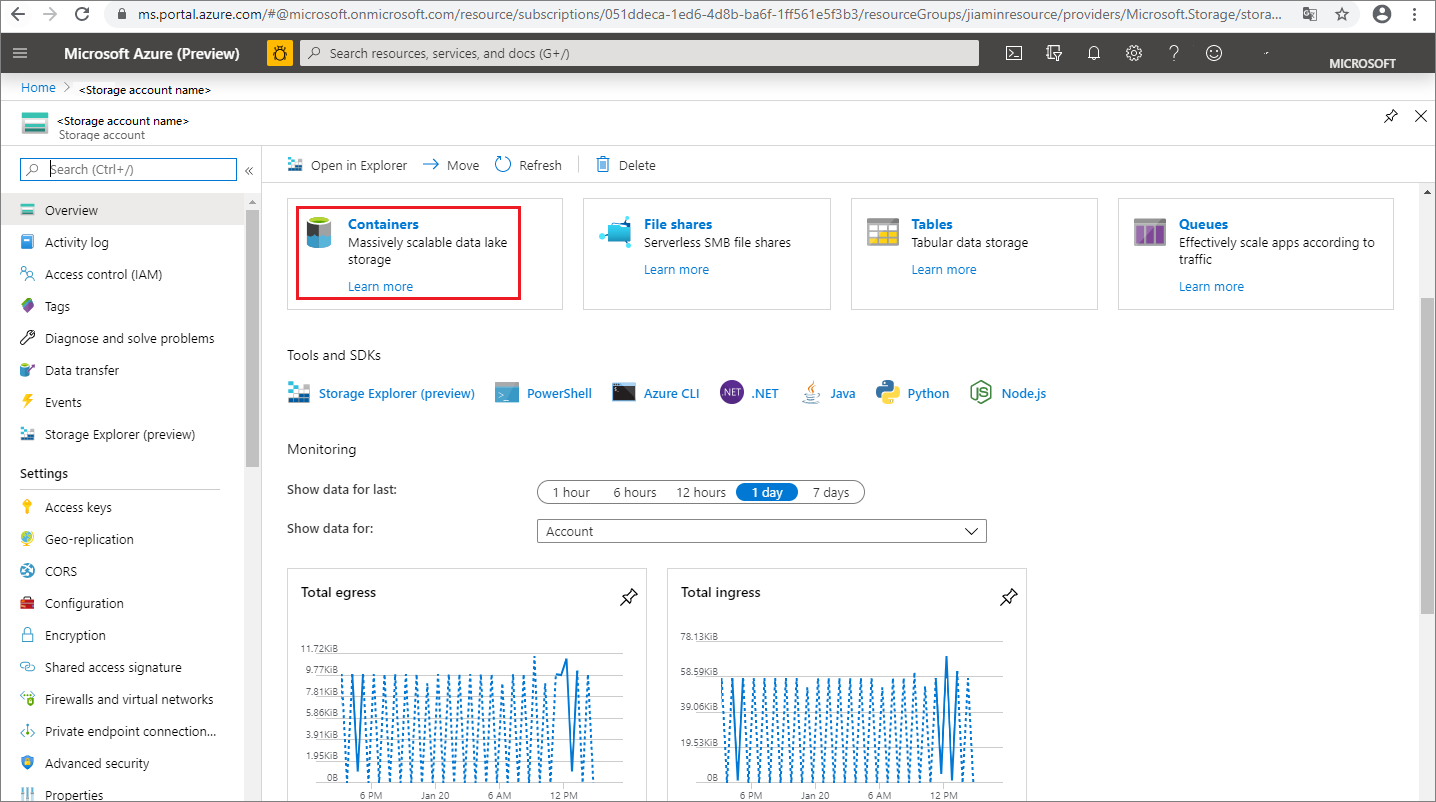 ms.portal.azure.com/#@microsoft.onmicrosoft.com/resource/subscriptions/051ddeca-1ed6-4d8b-ba6f-1ff561e5f3b3/resourceGroups/jiaminresource/providers/Microsoft.Storage/stora...
Microsoft Azure (Preview)
Search resources, services, and docs (G+/)
MICROSOFT
Home > <Storage account name>
<Storage account name>
Storage account
Search (Ctrl+/)
«
Overview
Activity log
Access control (IAM)
Tags
Diagnose and solve problems
Data transfer
Events
Storage Explorer (preview)
Settings
Access keys
Geo-replication
CORS
Configuration
Encryption
Shared access signature
Firewalls and virtual networks
Private endpoint connection...
Advanced security
Properties
Open in Explorer
Move
Refresh
Delete
Containers
Massively scalable data lake
storage
Learn more
File shares
Serverless SMB file shares
Learn more
Tables
Tabular data storage
Learn more
Queues
Effectively scale apps according to
traffic
Learn more
Tools and SDKs
Storage Explorer (preview)
PowerShell
Azure CLI
NET
.NET
Java
Python
JS
Node.js
Monitoring
Show data for last:
1 hour
6 hours
12 hours
1 day
7 days
Show data for:
Account
Total egress
11.72KiB
9.77KiB
7.81KiB
5.86KiB
3.91KiB
1.95KiB
0B
6 PM
Jan 20
6 AM
12 PM
Total ingress
78.13KiB
58.59KiB
39.06KiB
19.53KiB
0B
6 PM
Jan 20
6 AM
12 PM